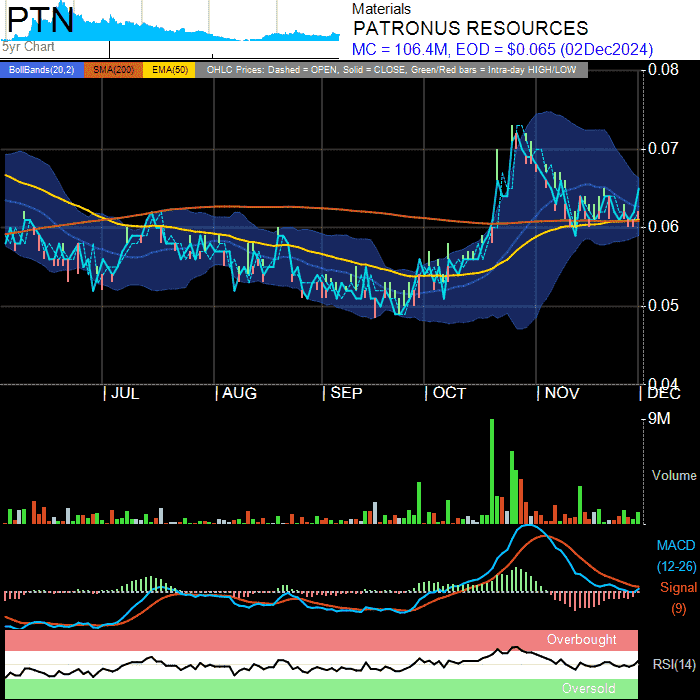 PTN
5yr Chart
Materials
PATRONUS RESOURCES
MC = 106.4M, EOD = $0.065 (02Dec2024)
BollBands(20,2) SMA(200) EMA(50) OHLC Prices: Dashed = OPEN, Solid = CLOSE, Green/Red bars = Intra-day HIGH/LOW
0.08
0.07
0.06
0.05
0.04
JUL AUG SEP OCT NOV DEC
9M
Volume
MACD
(12-26)
Signal
(9)
Overbought
RSI(14)
Oversold